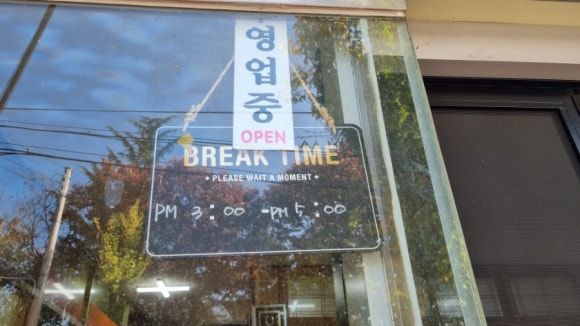 영업중
OPEN
BREAK TIME
• PLEASE WAIT A MOMENT •
PM 3:00 - PM 5:00